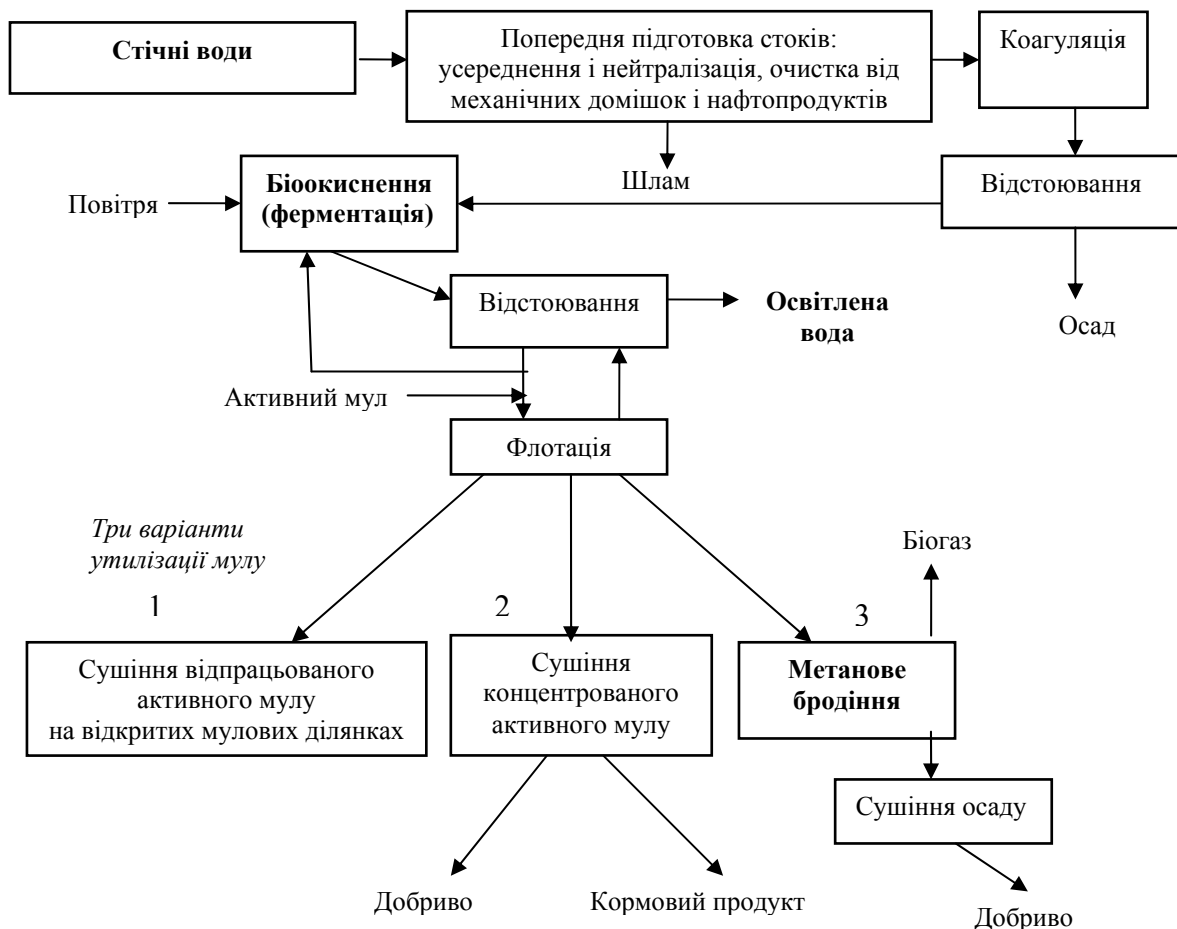 Стічні води
Попередня підготовка стоків:
усереднення і нейтралізація, очистка від
механічних домішок і нафтопродуктів
Коагуляція
Повітря
Біоокиснення
(ферментація)
Шлам
Відстоювання
Відстоювання
Освітлена
вода
Осад
Активний мул
Флотація
Три варіанти
утилізації мулу
Біогаз
1
2
3
Сушіння відпрацьованого
активного мулу
на відкритих мулових ділянках
Сушіння
концентрованого
активного мулу
Метанове
бродіння
Сушіння осаду
Добриво
Кормовий продукт
Добриво